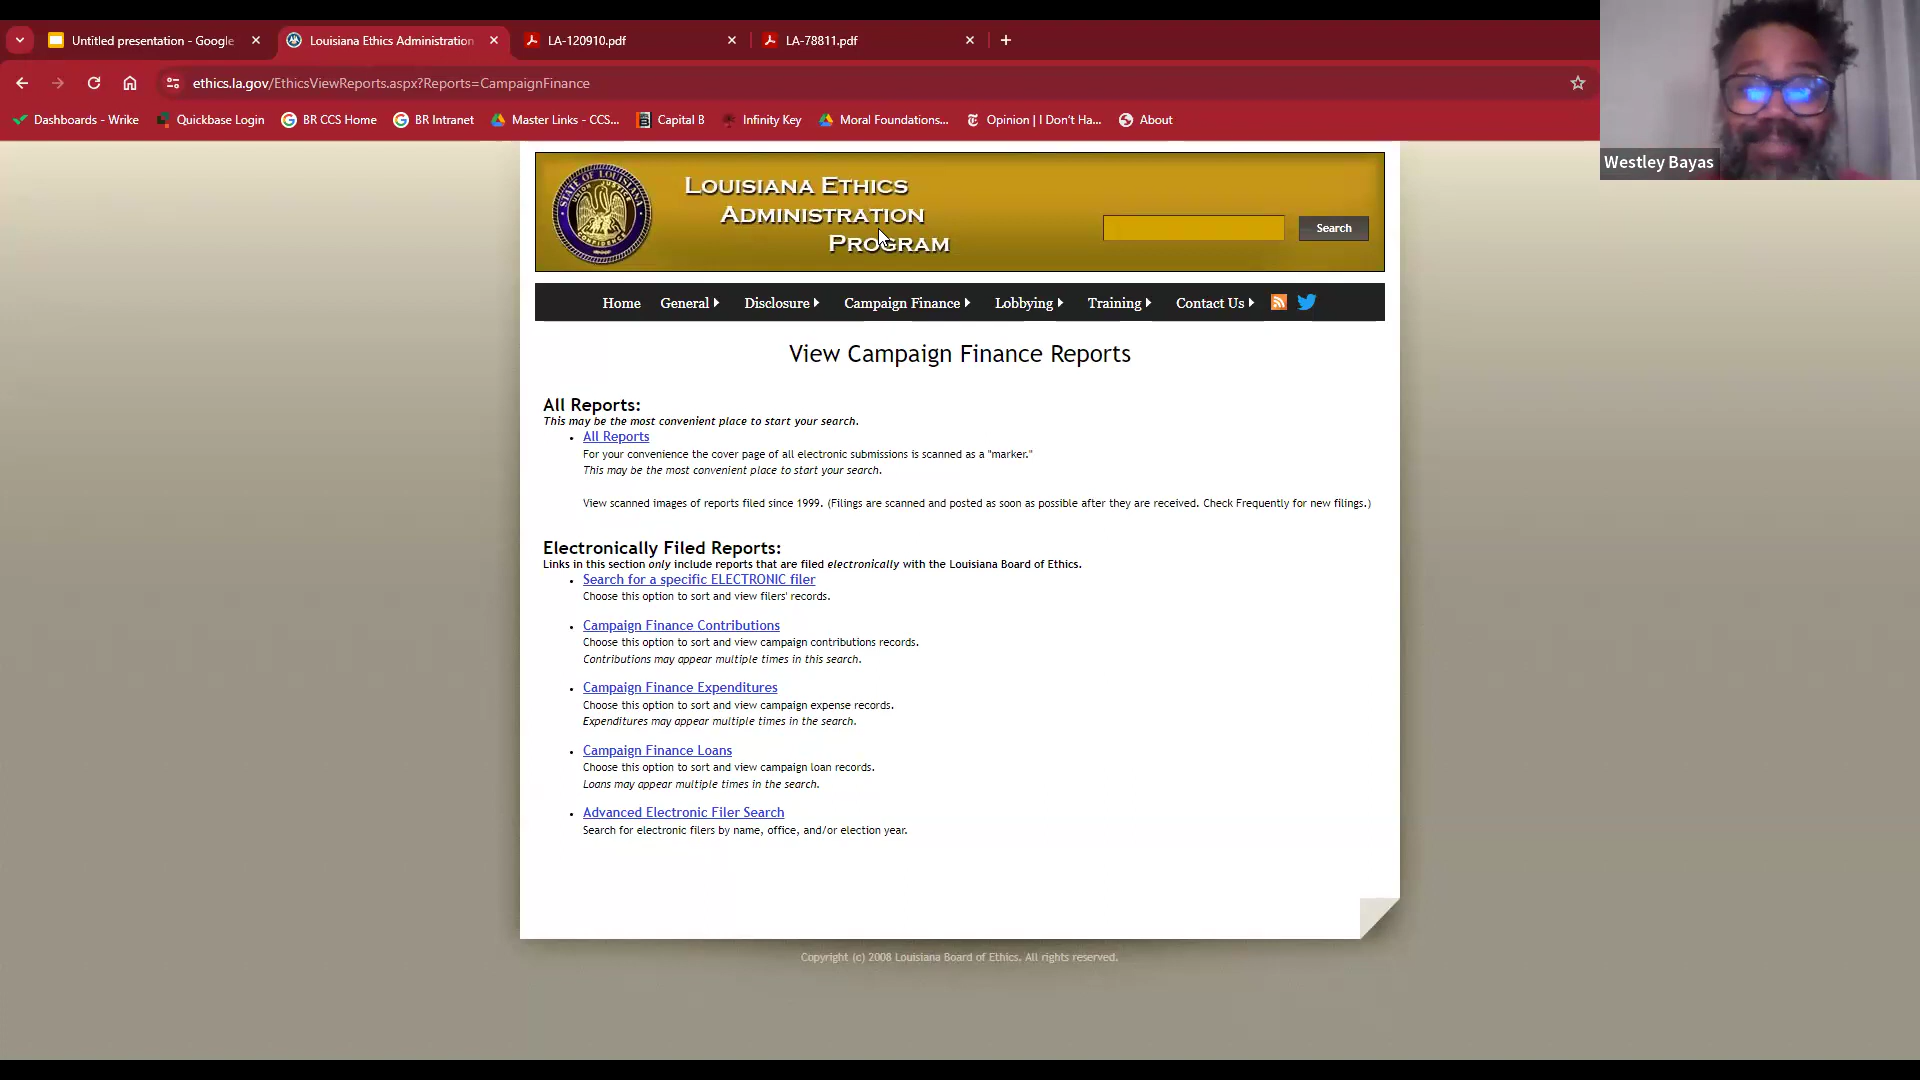 Untitled presentation - Google
Louisiana Ethics Administration
LA-120910.pdf
LA-78811.pdf
ethics.la.gov/EthicsViewReports.aspx?Reports=CampaignFinance
Dashboards - Wrike
Quickbase Login
BR CCS Home
BR Intranet
Master Links - CCS...
Capital B
Infinity Key
Moral Foundations...
Opinion | I Don't Ha...
About
Westley Bayas
STATE OF LOUISIANA
UNION JUSTICE
CONFIDENCE
LOUISIANA ETHICS
ADMINISTRATION
PROGRAM
Search
Home
General
Disclosure
Campaign Finance
Lobbying
Training
Contact Us
View Campaign Finance Reports
All Reports:
This may be the most convenient place to start your search.
• All Reports
For your convenience the cover page of all electronic submissions is scanned as a "marker."
This may be the most convenient place to start your search.
View scanned images of reports filed since 1999. (Filings are scanned and posted as soon as possible after they are received. Check Frequently for new filings.)
Electronically Filed Reports:
Links in this section only include reports that are filed electronically with the Louisiana Board of Ethics.
• Search for a specific ELECTRONIC filer
Choose this option to sort and view filers' records.
• Campaign Finance Contributions
Choose this option to sort and view campaign contributions records.
Contributions may appear multiple times in this search.
• Campaign Finance Expenditures
Choose this option to sort and view campaign expense records.
Expenditures may appear multiple times in the search.
• Campaign Finance Loans
Choose this option to sort and view campaign loan records.
Loans may appear multiple times in the search.
• Advanced Electronic Filer Search
Search for electronic filers by name, office, and/or election year.
Copyright (c) 2008 Louisiana Board of Ethics. All rights reserved.